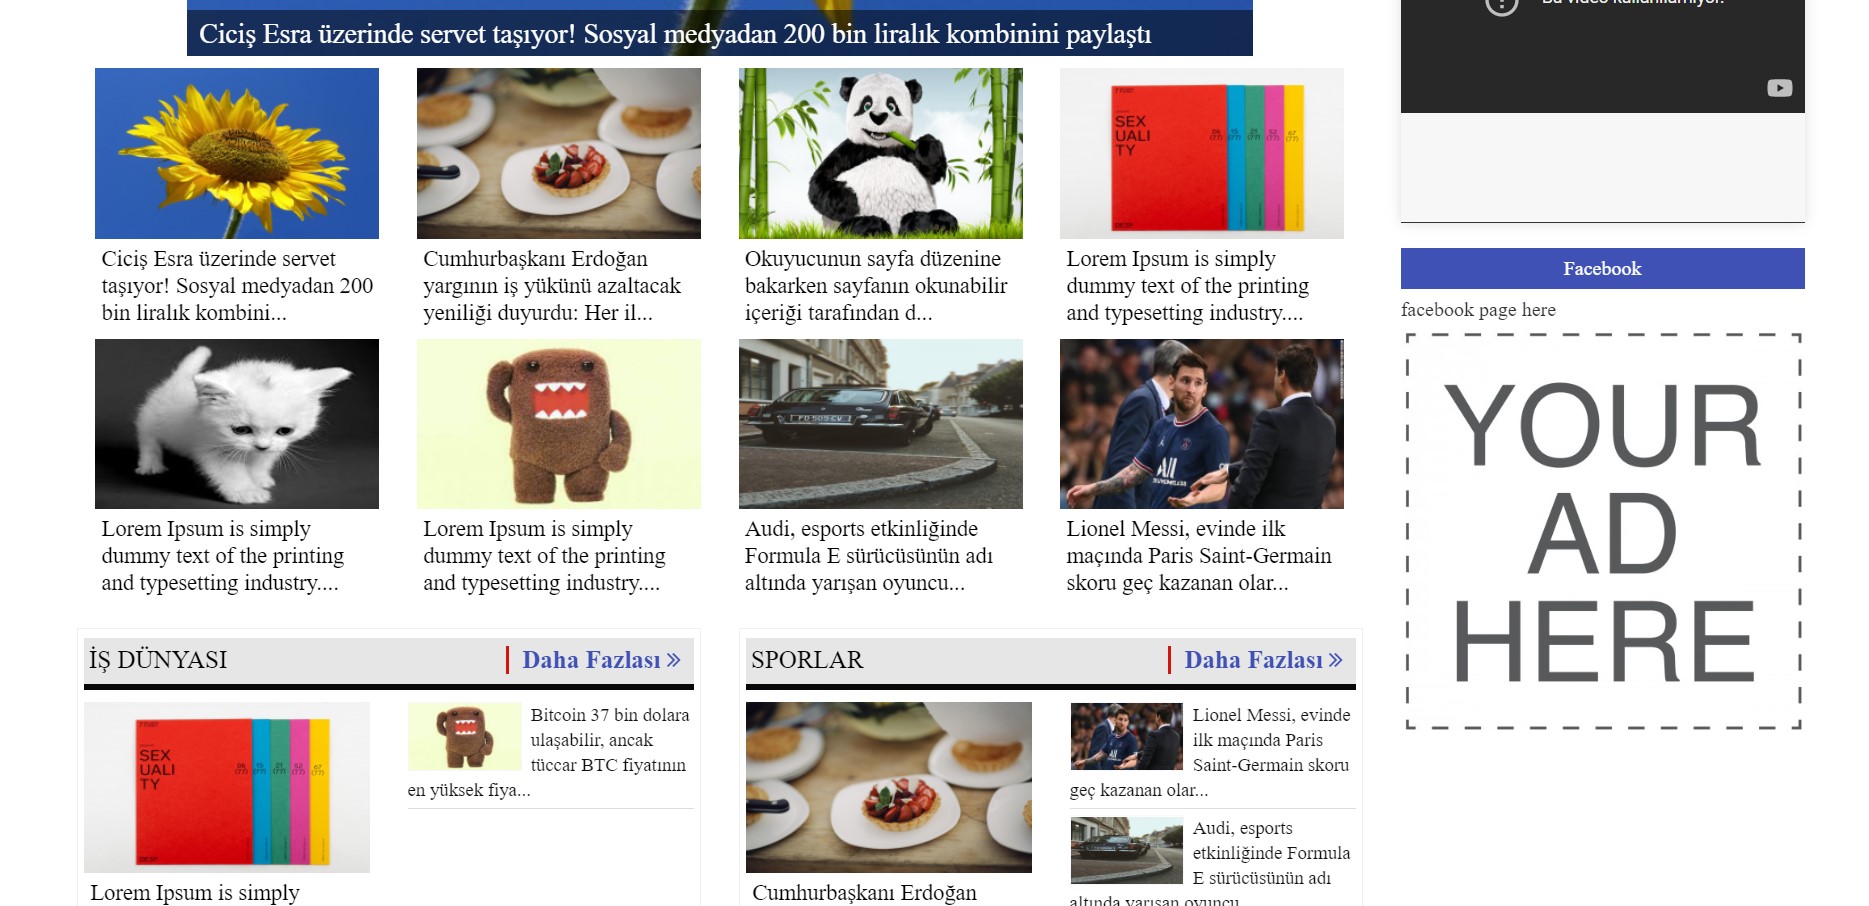 Ciciş Esra üzerinde servet taşıyor! Sosyal medyadan 200 bin liralık kombinini paylaştı
Ciciş Esra üzerinde servet
taşıyor! Sosyal medyadan 200
bin liralık kombini...
Cumhurbaşkanı Erdoğan
yargının iş yükünü azaltacak
yeniliği duyurdu: Her il...
Okuyucunun sayfa düzenine
bakarken sayfanın okunabilir
içeriği tarafından d...
SEX
UALI
TY
Lorem Ipsum is simply
dummy text of the printing
and typesetting industry....
Lorem Ipsum is simply
dummy text of the printing
and typesetting industry....
Lorem Ipsum is simply
dummy text of the printing
and typesetting industry....
Audi, esports etkinliğinde
Formula E sürücüsünün adı
altında yarışan oyuncu...
Lionel Messi, evinde ilk
maçında Paris Saint-Germain
skoru geç kazanan olar...
İŞ DÜNYASI
Daha Fazlası »
SEX
UALI
TY
Lorem Ipsum is simply
Bitcoin 37 bin dolara
ulaşabilir, ancak
tüccar BTC fiyatının
en yüksek fiya...
SPORLAR
Daha Fazlası »
Cumhurbaşkanı Erdoğan
Lionel Messi, evinde
ilk maçında Paris
Saint-Germain skoru
geç kazanan olar...
Audi, esports
etkinliğinde Formula
E sürücüsünün adı
altında yarışan oyuncu
Bu video kullanılamıyor.
Facebook
facebook page here
YOUR
AD
HERE